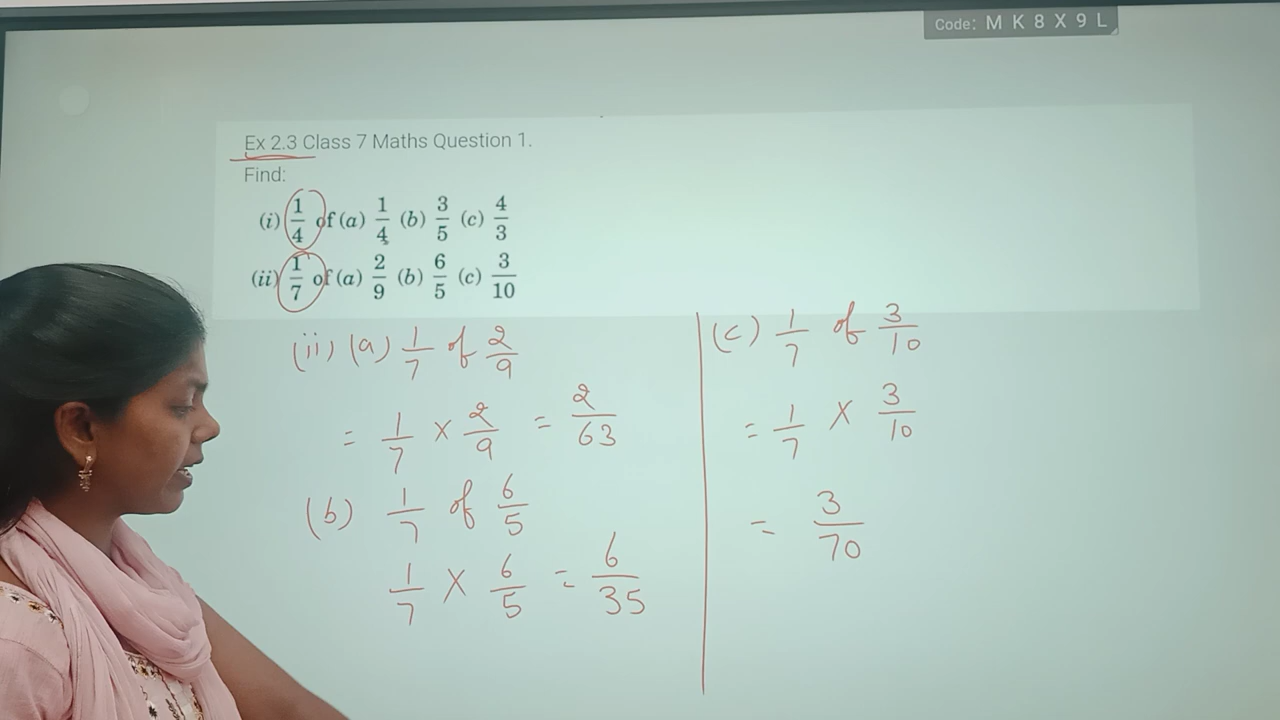 Code: M K 8 X 9 L
Ex 2.3 Class 7 Maths Question 1.
Find:
(i) 1/4 of (a) 1/4 (b) 3/5 (c) 4/3
(ii) 1/7 of (a) 2/9 (b) 6/5 (c) 3/10
(ii) (a) 1/7 of 2/9
= 1/7 × 2/9 = 2/63
(b) 1/7 of 6/5
1/7 × 6/5 = 6/35
(c) 1/7 of 3/10
= 1/7 × 3/10
= 3/70